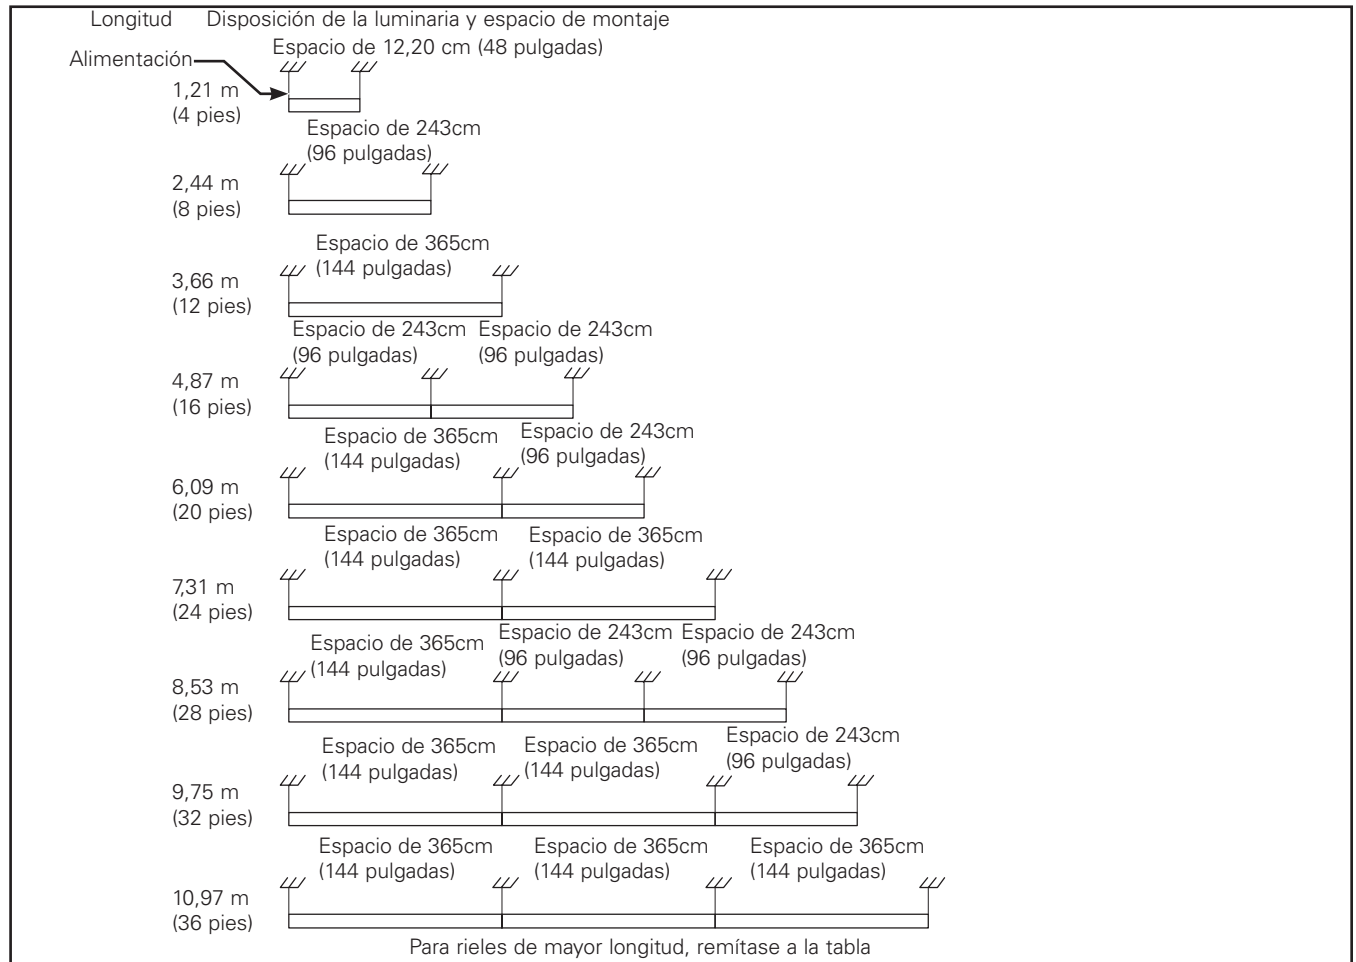 Longitud Disposición de la luminaria y espacio de montaje
Espacio de 12,20 cm (48 pulgadas)
Alimentación
1,21 m
(4 pies)
Espacio de 243cm
(96 pulgadas)
2,44 m
(8 pies)
Espacio de 365cm
(144 pulgadas)
3,66 m
(12 pies)
Espacio de 243cm Espacio de 243cm
(96 pulgadas) (96 pulgadas)
4,87 m
(16 pies)
Espacio de 365cm Espacio de 243cm
(144 pulgadas) (96 pulgadas)
6,09 m
(20 pies)
Espacio de 365cm Espacio de 365cm
(144 pulgadas) (144 pulgadas)
7,31 m
(24 pies)
Espacio de 365cm Espacio de 243cm Espacio de 243cm
(144 pulgadas) (96 pulgadas) (96 pulgadas)
8,53 m
(28 pies)
Espacio de 365cm Espacio de 365cm Espacio de 243cm
(144 pulgadas) (144 pulgadas) (96 pulgadas)
9,75 m
(32 pies)
Espacio de 365cm Espacio de 365cm Espacio de 365cm
(144 pulgadas) (144 pulgadas) (144 pulgadas)
10,97 m
(36 pies)
Para rieles de mayor longitud, remítase a la tabla